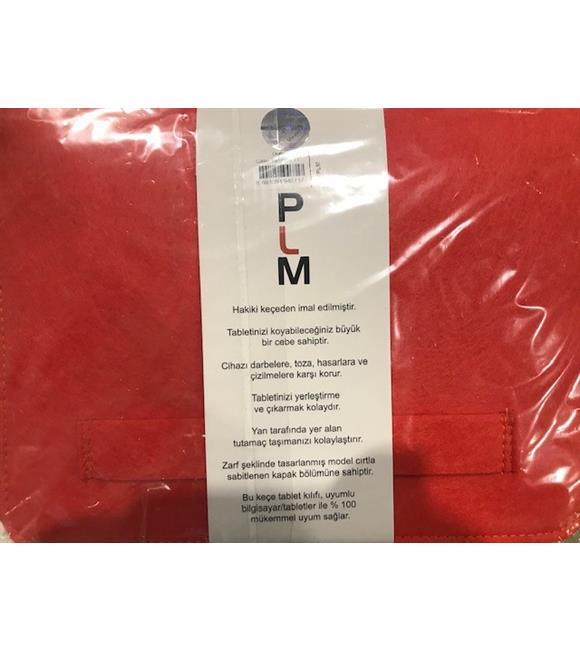 PLM
P
L
M
Hakiki keçeden imal edilmiştir.
Tabletinizi koyabileceğiniz büyük
bir cebe sahiptir.
Cihazı darbelere, toza, hasarlara ve
çizilmelere karşı korur.
Tabletinizi yerleştirme
ve çıkarmak kolaydır.
Yan tarafında yer alan
tutamaç taşımanızı kolaylaştırır.
Zarf şeklinde tasarlanmış model cırtla
sabitlenen kapak bölümüne sahiptir.
Bu keçe tablet kılıfı, uyumlu
bilgisayar/tabletler ile % 100
mükemmel uyum sağlar.